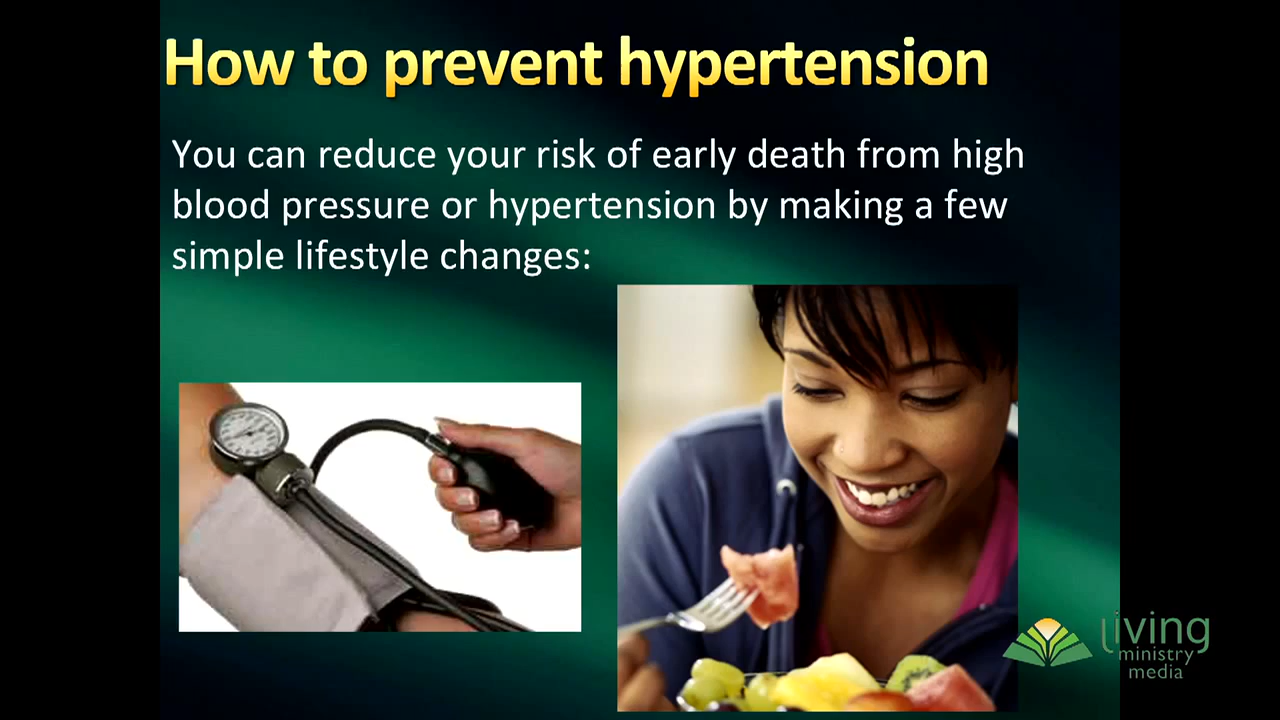 How to prevent hypertension
You can reduce your risk of early death from high
blood pressure or hypertension by making a few
simple lifestyle changes:
living
ministry
media